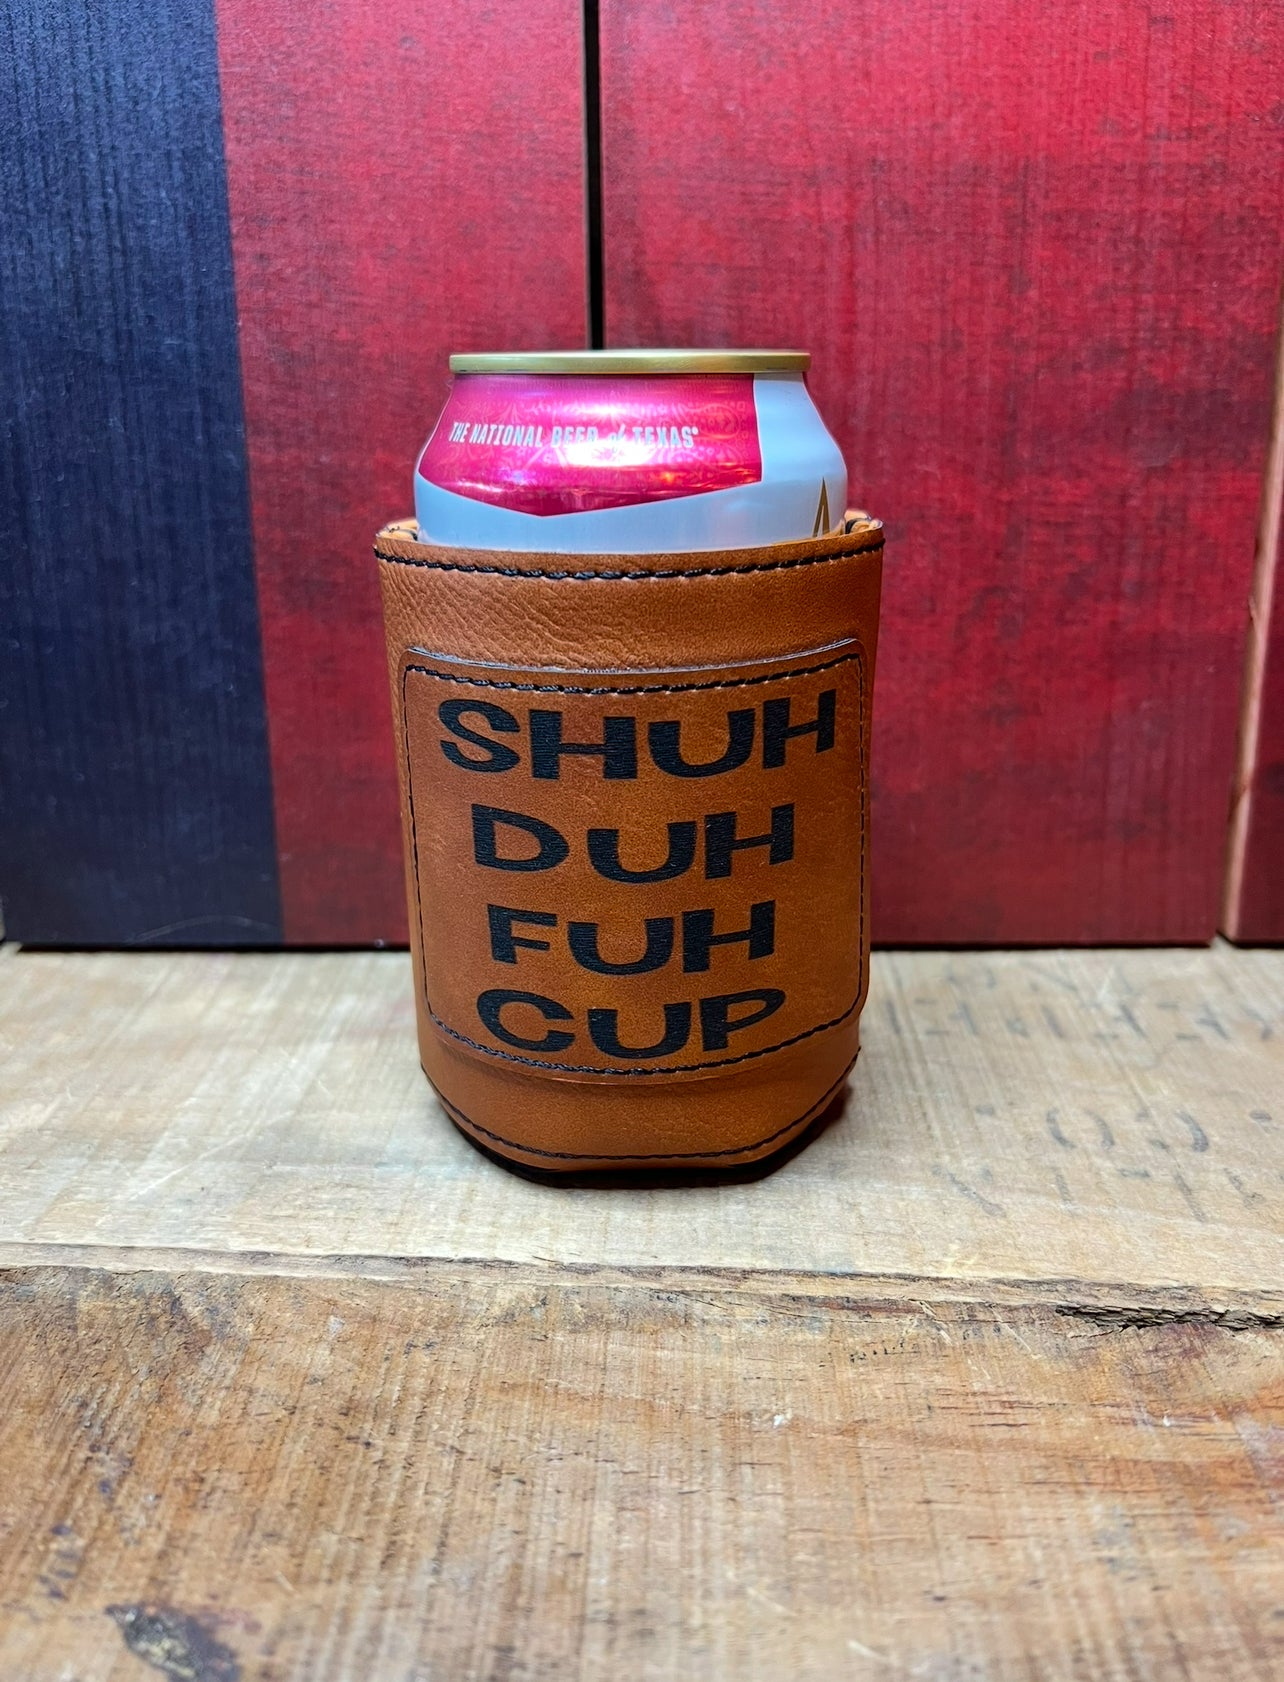 THE NATIONAL BEER of TEXAS®
SHUH
DUH
FUH
CUP